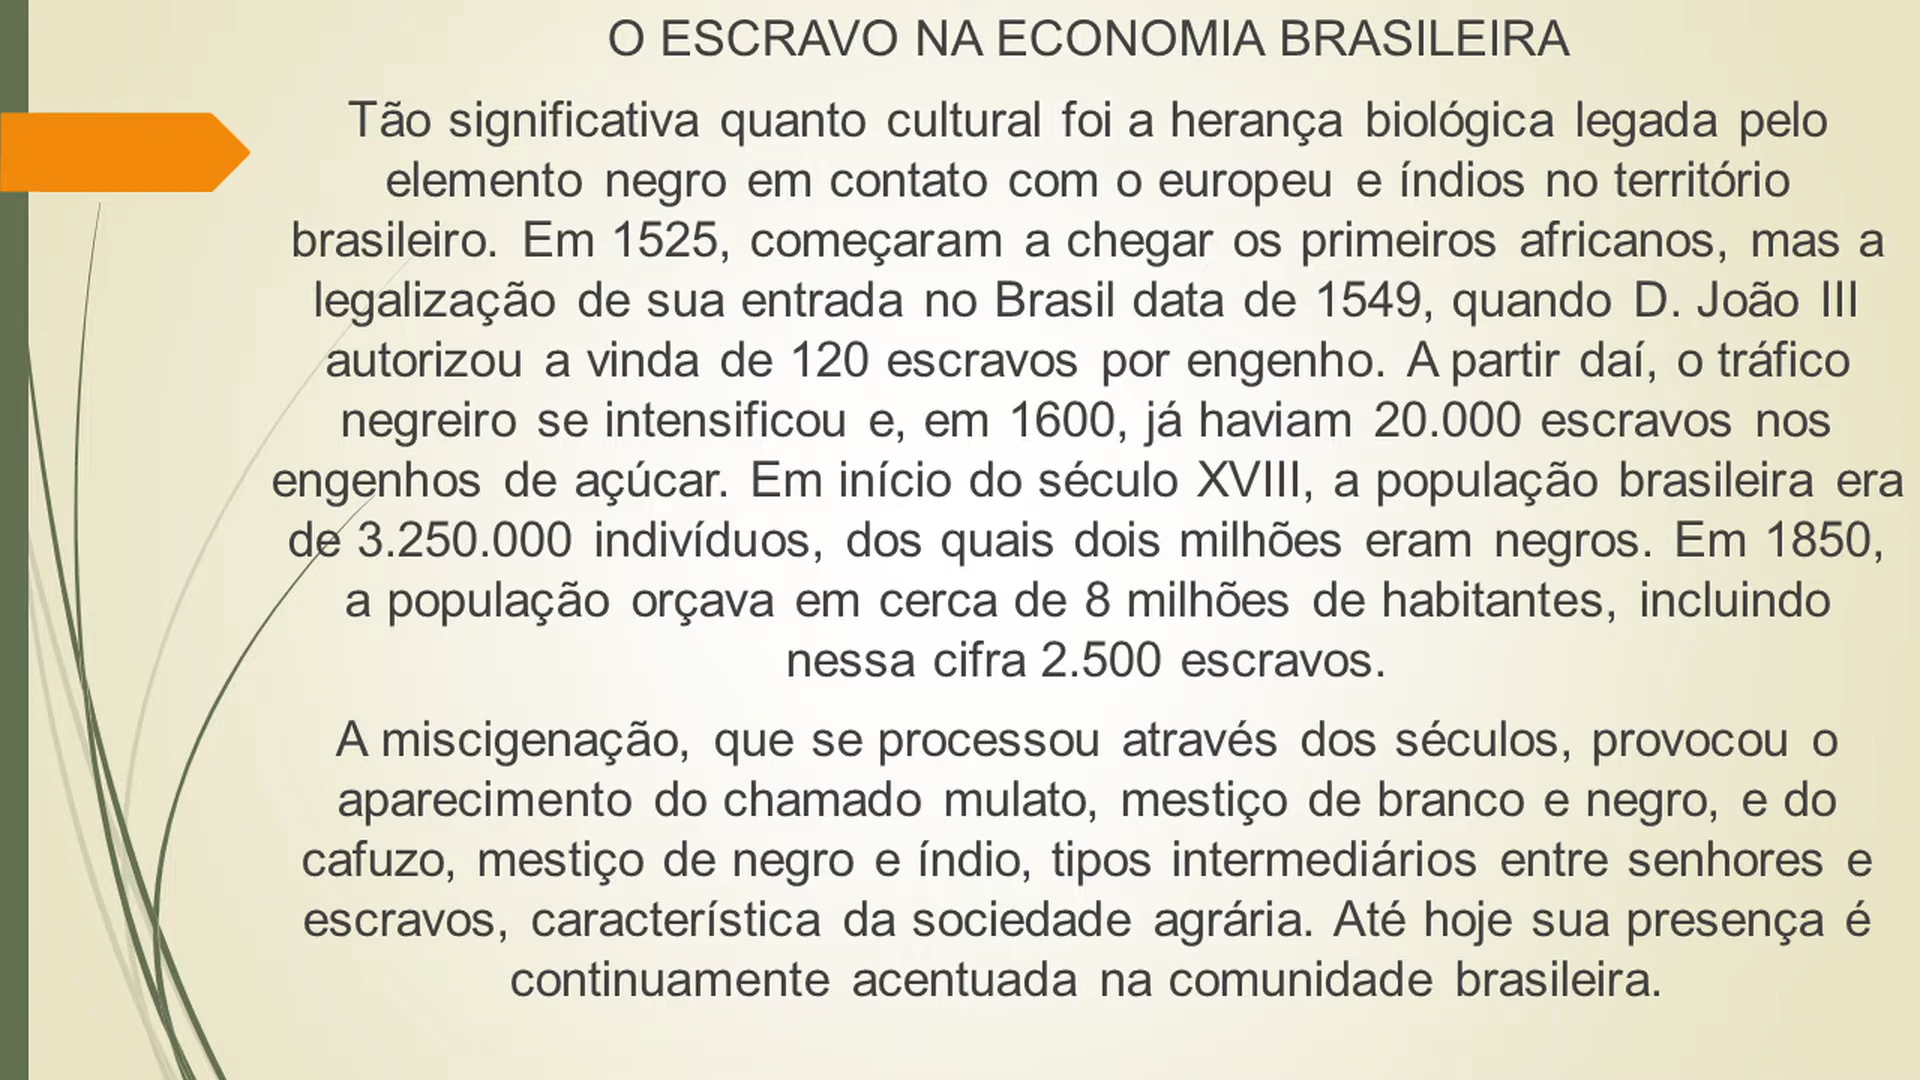 O ESCRAVO NA ECONOMIA BRASILEIRA
Tão significativa quanto cultural foi a herança biológica legada pelo
elemento negro em contato com o europeu e índios no território
brasileiro. Em 1525, começaram a chegar os primeiros africanos, mas a
legalização de sua entrada no Brasil data de 1549, quando D. João III
autorizou a vinda de 120 escravos por engenho. A partir daí, o tráfico
negreiro se intensificou e, em 1600, já haviam 20.000 escravos nos
engenhos de açúcar. Em início do século XVIII, a população brasileira era
de 3.250.000 indivíduos, dos quais dois milhões eram negros. Em 1850,
a população orçava em cerca de 8 milhões de habitantes, incluindo
nessa cifra 2.500 escravos.
A miscigenação, que se processou através dos séculos, provocou o
aparecimento do chamado mulato, mestiço de branco e negro, e do
cafuzo, mestiço de negro e índio, tipos intermediários entre senhores e
escravos, característica da sociedade agrária. Até hoje sua presença é
continuamente acentuada na comunidade brasileira.